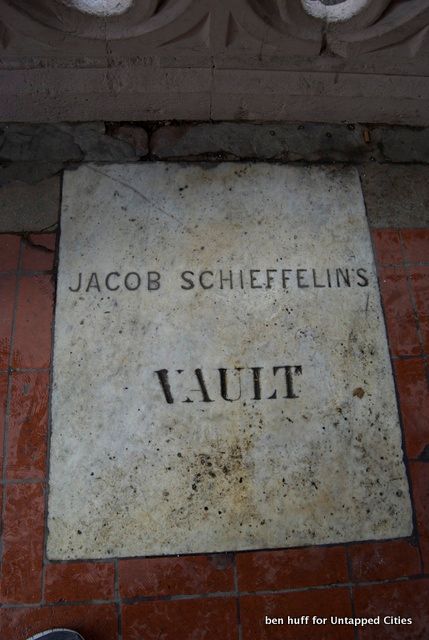 JACOB SCHIEFFELIN'S
VAULT
ben huff for Untapped Cities